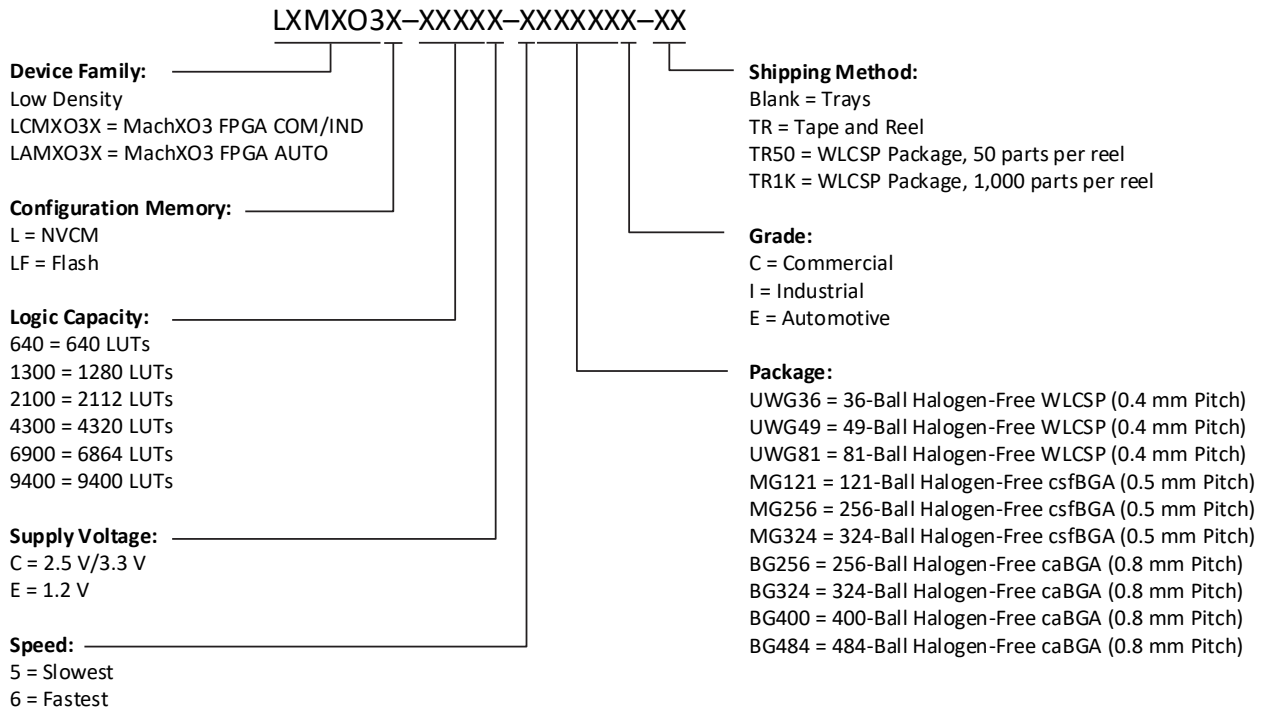 LXMXO3X–XXXXX–XXXXXXX–XX
Device Family:
Low Density
LCMXO3X = MachXO3 FPGA COM/IND
LAMXO3X = MachXO3 FPGA AUTO
Configuration Memory:
L = NVCM
LF = Flash
Logic Capacity:
640 = 640 LUTs
1300 = 1280 LUTs
2100 = 2112 LUTs
4300 = 4320 LUTs
6900 = 6864 LUTs
9400 = 9400 LUTs
Supply Voltage:
C = 2.5 V/3.3 V
E = 1.2 V
Speed:
5 = Slowest
6 = Fastest
Shipping Method:
Blank = Trays
TR = Tape and Reel
TR50 = WLCSP Package, 50 parts per reel
TR1K = WLCSP Package, 1,000 parts per reel
Grade:
C = Commercial
I = Industrial
E = Automotive
Package:
UWG36 = 36-Ball Halogen-Free WLCSP (0.4 mm Pitch)
UWG49 = 49-Ball Halogen-Free WLCSP (0.4 mm Pitch)
UWG81 = 81-Ball Halogen-Free WLCSP (0.4 mm Pitch)
MG121 = 121-Ball Halogen-Free csfBGA (0.5 mm Pitch)
MG256 = 256-Ball Halogen-Free csfBGA (0.5 mm Pitch)
MG324 = 324-Ball Halogen-Free csfBGA (0.5 mm Pitch)
BG256 = 256-Ball Halogen-Free caBGA (0.8 mm Pitch)
BG324 = 324-Ball Halogen-Free caBGA (0.8 mm Pitch)
BG400 = 400-Ball Halogen-Free caBGA (0.8 mm Pitch)
BG484 = 484-Ball Halogen-Free caBGA (0.8 mm Pitch)